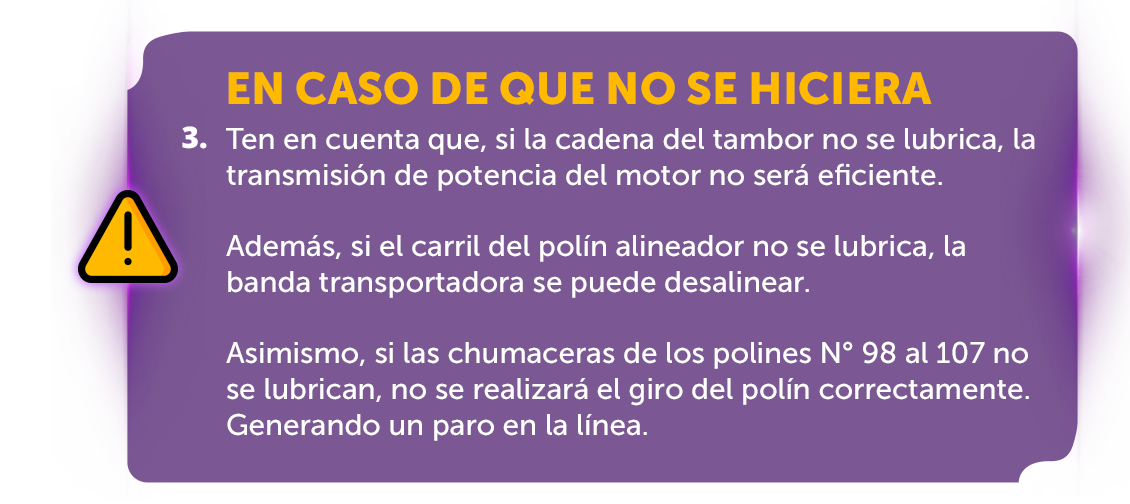 EN CASO DE QUE NO SE HICIERA
3. Ten en cuenta que, si la cadena del tambor no se lubrica, la
transmisión de potencia del motor no será eficiente.
Además, si el carril del polín alineador no se lubrica, la
banda transportadora se puede desalinear.
Asimismo, si las chumaceras de los polines N° 98 al 107 no
se lubrican, no se realizará el giro del polín correctamente.
Generando un paro en la línea.